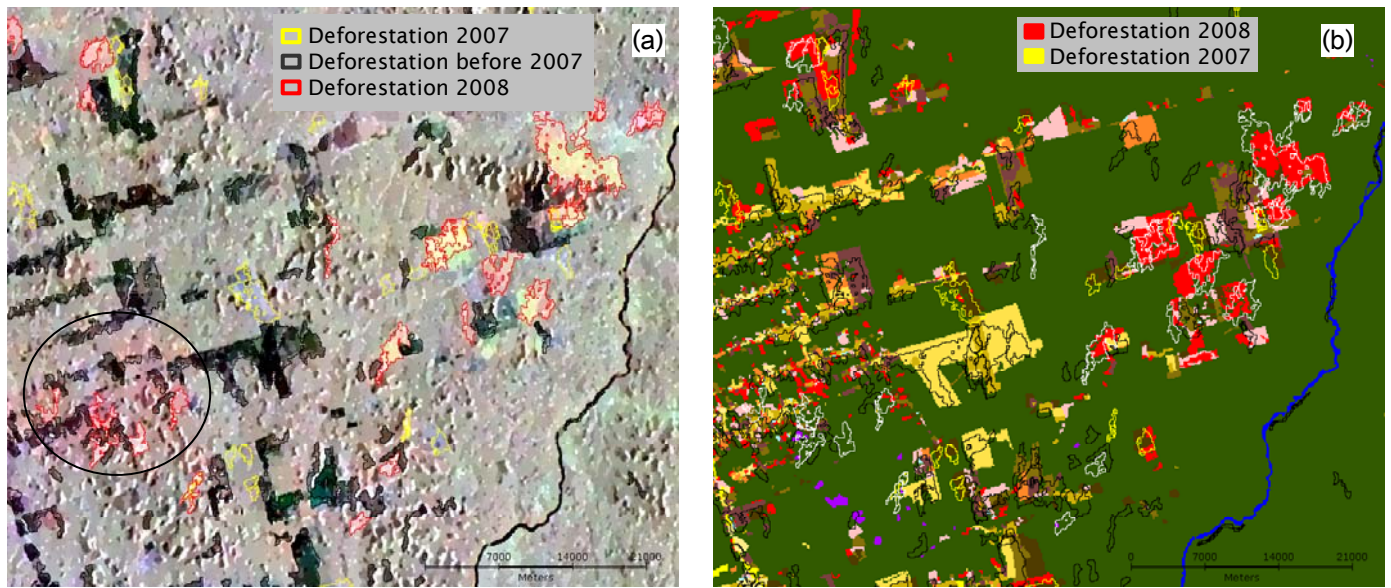 Deforestation 2007
Deforestation before 2007
Deforestation 2008
(a)
7000 14000 21000
Meters
Deforestation 2008
Deforestation 2007
(b)
0 7000 14000 21000
Meters